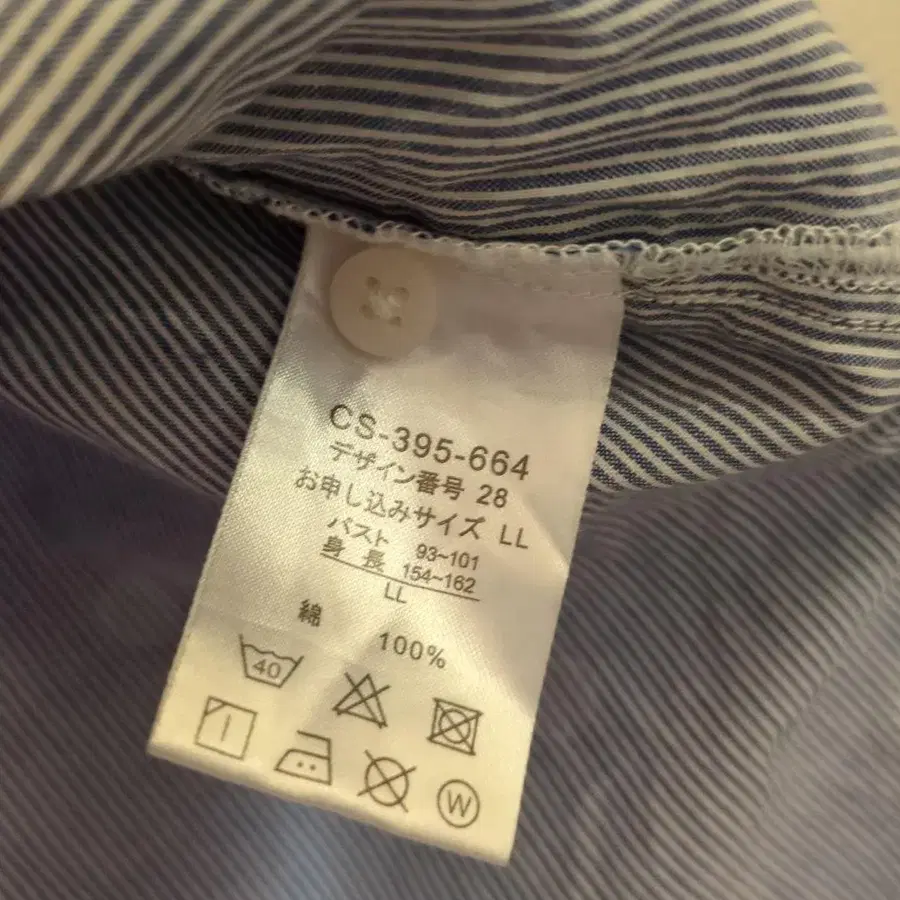 CS-395-664
デザイン番号 28
お申し込みサイズ LL
バスト 93~101
身長 154~162
LL
綿 100%
40
W